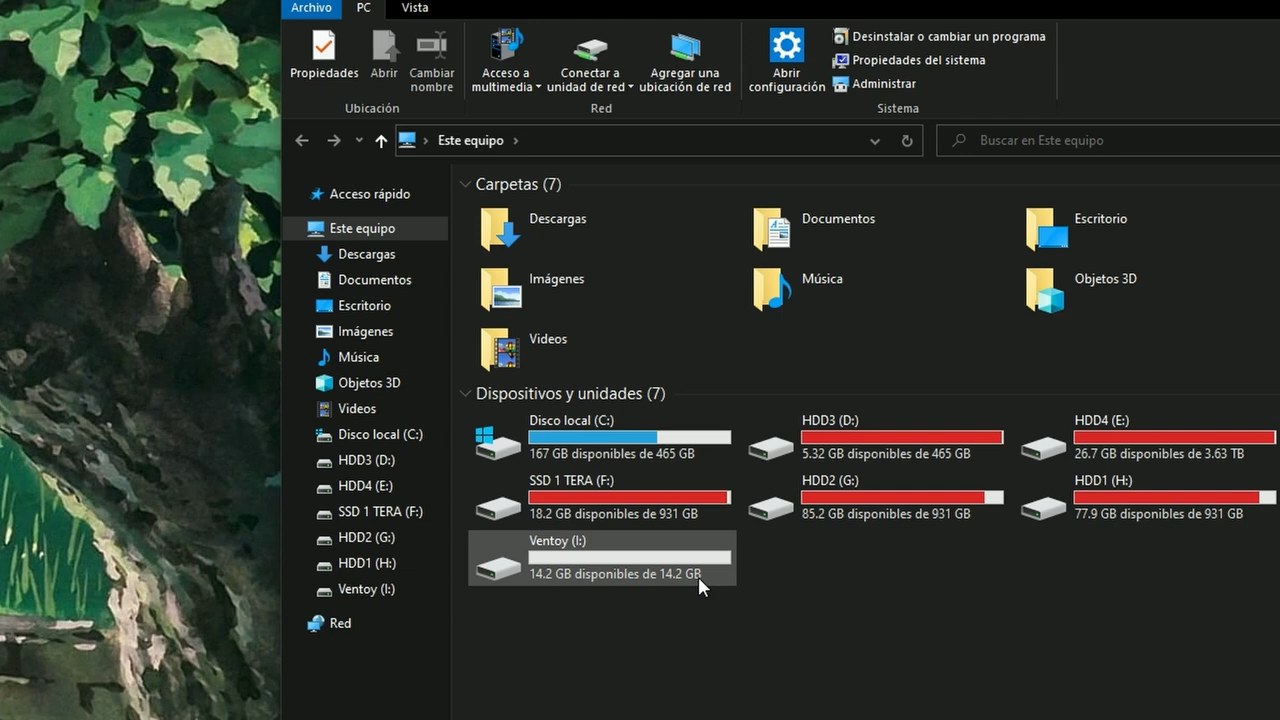 Archivo
PC
Vista
Propiedades
Abrir
Cambiar
nombre
Ubicación
Acceso a
multimedia
Conectar a
unidad de red
Agregar una
ubicación de red
Red
Abrir
configuración
Desinstalar o cambiar un programa
Propiedades del sistema
Administrar
Sistema
Este equipo
Buscar en Este equipo
Acceso rápido
Este equipo
Descargas
Documentos
Escritorio
Imágenes
Música
Objetos 3D
Videos
Disco local (C:)
HDD3 (D:)
HDD4 (E:)
SSD 1 TERA (F:)
HDD2 (G:)
HDD1 (H:)
Ventoy (I:)
Red
Carpetas (7)
Descargas
Documentos
Escritorio
Imágenes
Música
Objetos 3D
Videos
Dispositivos y unidades (7)
Disco local (C:)
167 GB disponibles de 465 GB
HDD3 (D:)
5.32 GB disponibles de 465 GB
HDD4 (E:)
26.7 GB disponibles de 3.63 TB
SSD 1 TERA (F:)
18.2 GB disponibles de 931 GB
HDD2 (G:)
85.2 GB disponibles de 931 GB
HDD1 (H:)
77.9 GB disponibles de 931 GB
Ventoy (I:)
14.2 GB disponibles de 14.2 GB